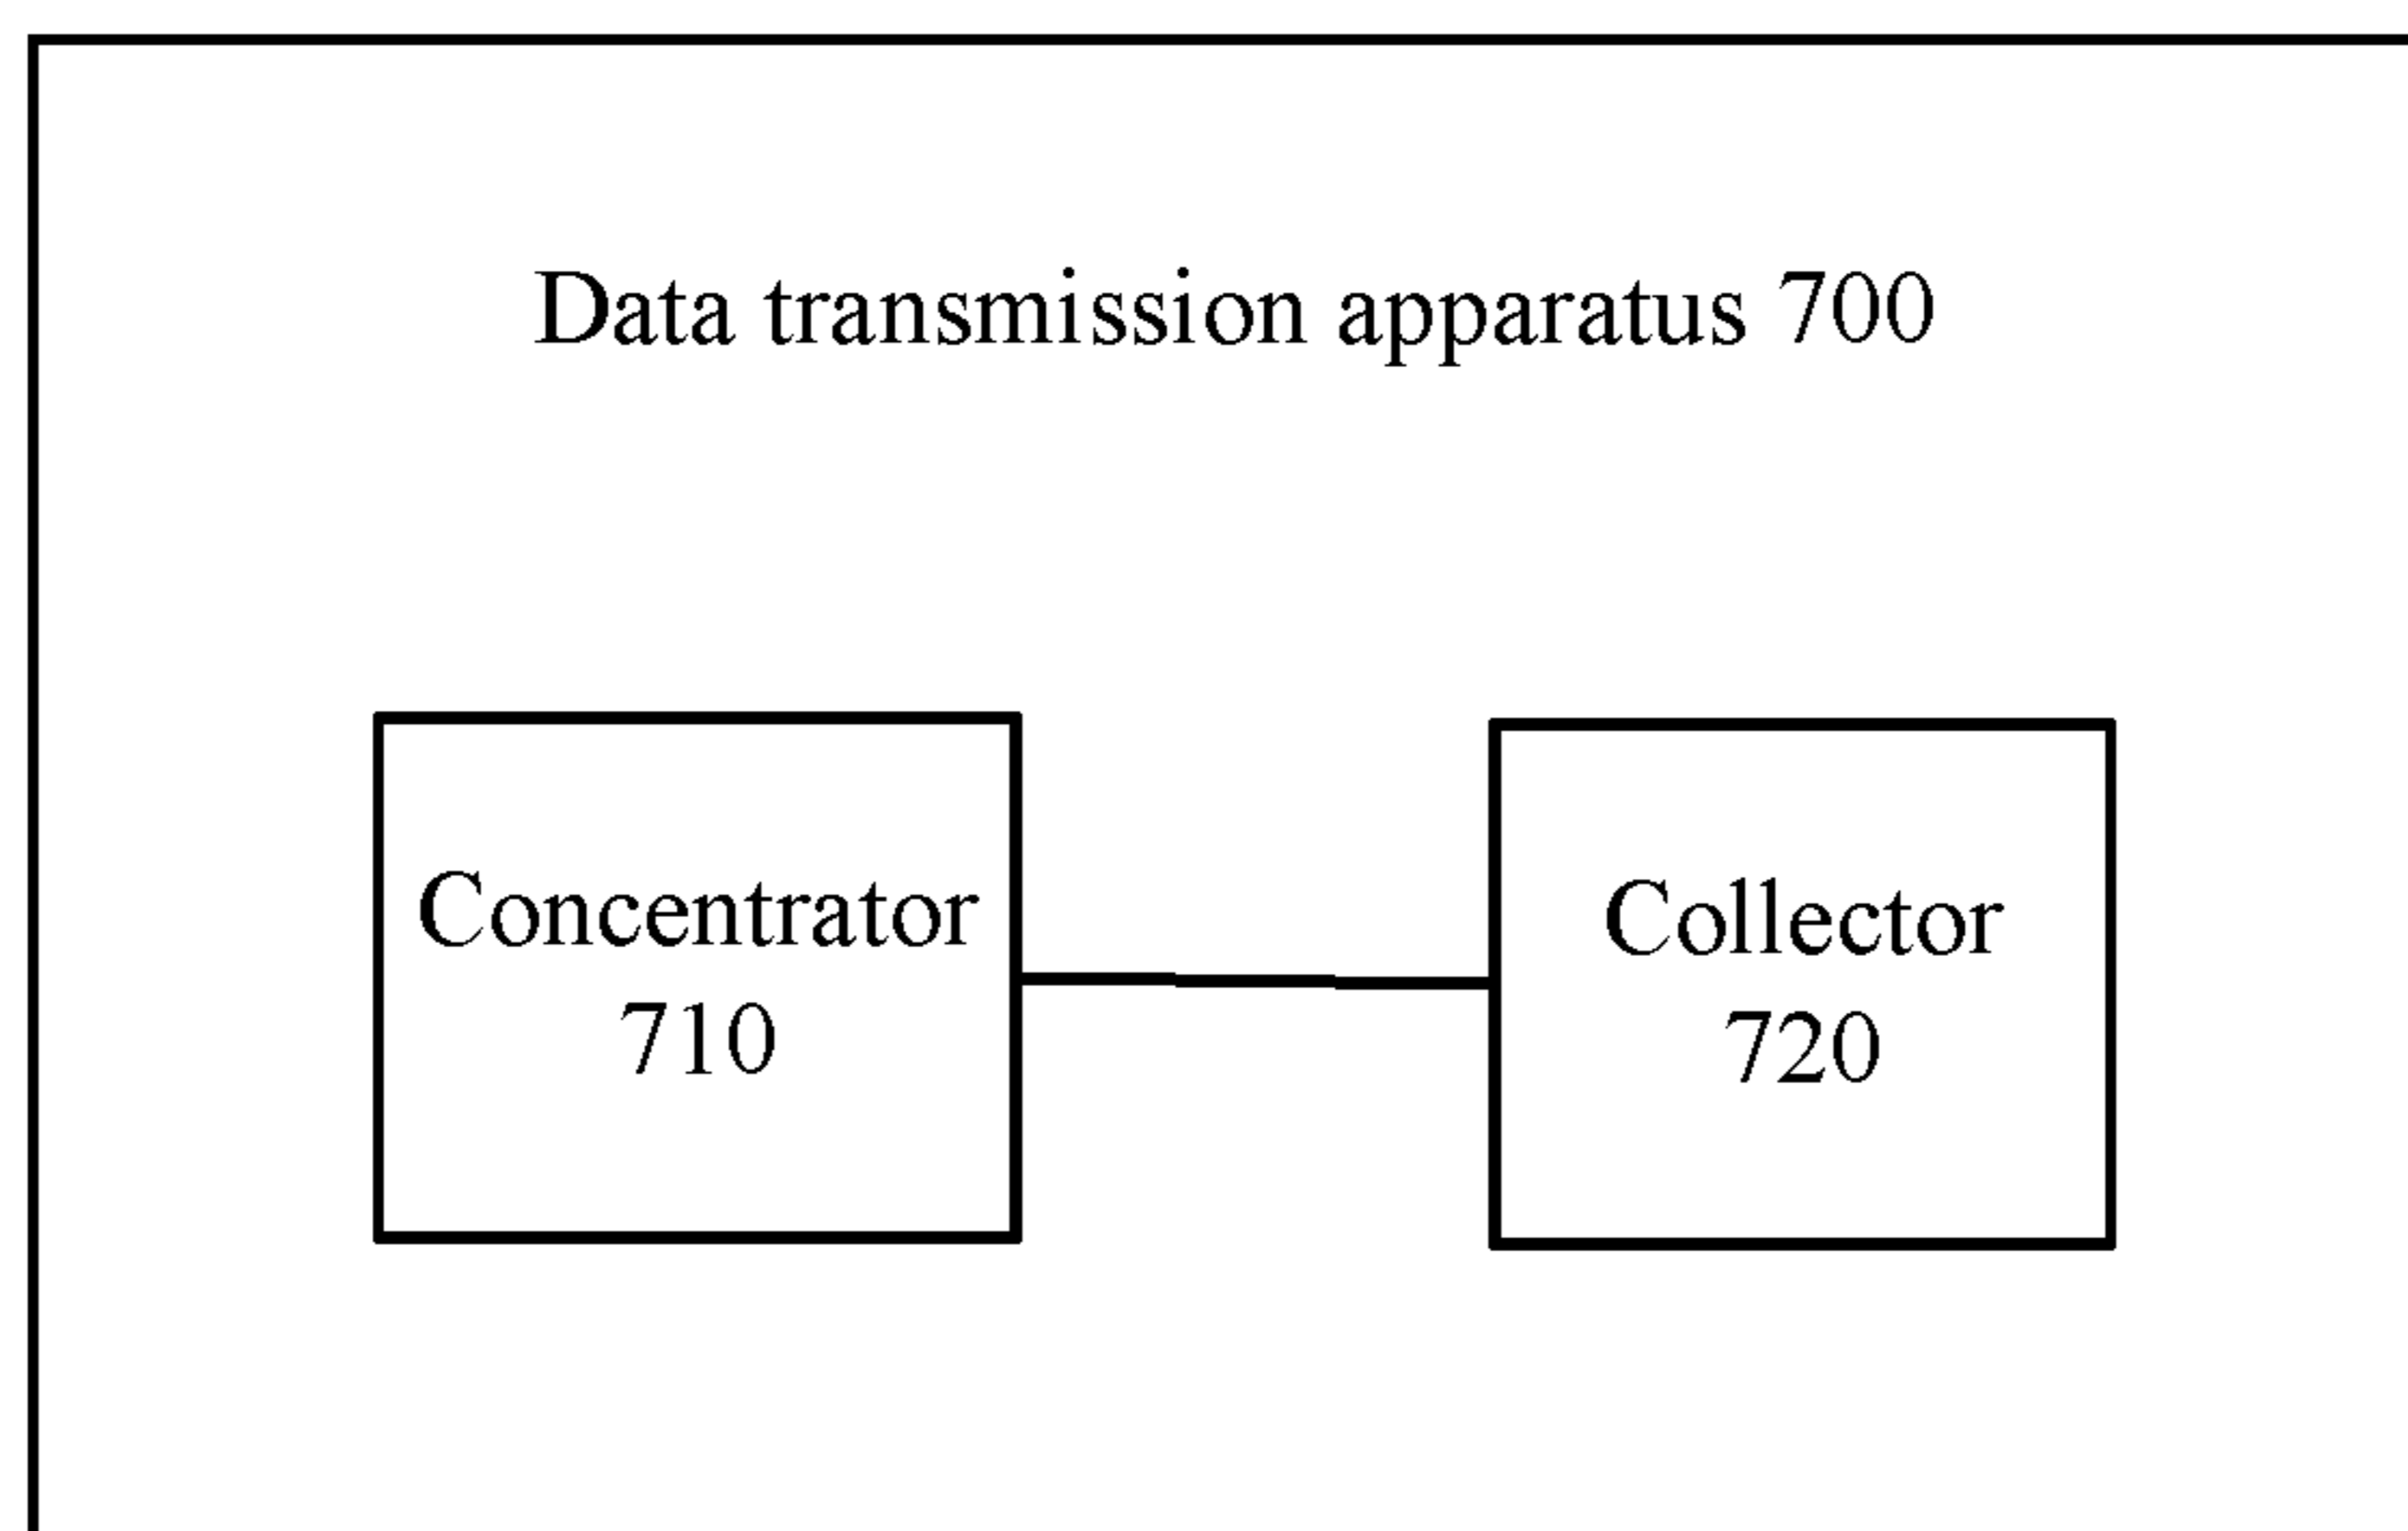 Data transmission apparatus 700
Concentrator
710
Collector
720